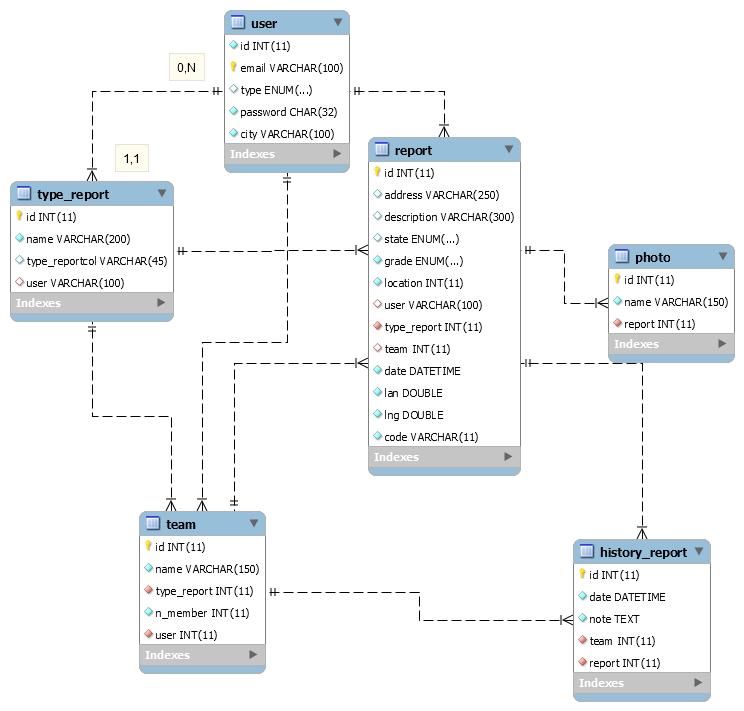 user
id INT(11)
email VARCHAR(100)
type ENUM(...)
password CHAR(32)
city VARCHAR(100)
Indexes
0,N
1,1
type_report
id INT(11)
name VARCHAR(200)
type_reportcol VARCHAR(45)
user VARCHAR(100)
Indexes
report
id INT(11)
address VARCHAR(250)
description VARCHAR(300)
state ENUM(...)
grade ENUM(...)
location INT(11)
user VARCHAR(100)
type_report INT(11)
team INT(11)
date DATETIME
lan DOUBLE
lng DOUBLE
code VARCHAR(11)
Indexes
photo
id INT(11)
name VARCHAR(150)
report INT(11)
Indexes
team
id INT(11)
name VARCHAR(150)
type_report INT(11)
n_member INT(11)
user INT(11)
Indexes
history_report
id INT(11)
date DATETIME
note TEXT
team INT(11)
report INT(11)
Indexes